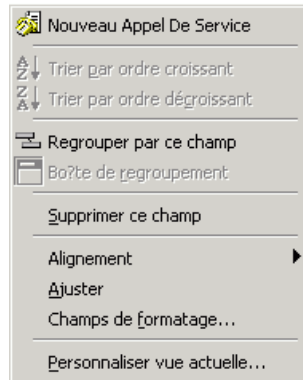 Nouveau Appel De Service
Trier par ordre croissant
Trier par ordre décroissant
Regrouper par ce champ
Bo?te de regroupement
Supprimer ce champ
Alignement
Ajuster
Champs de formatage...
Personnaliser vue actuelle...